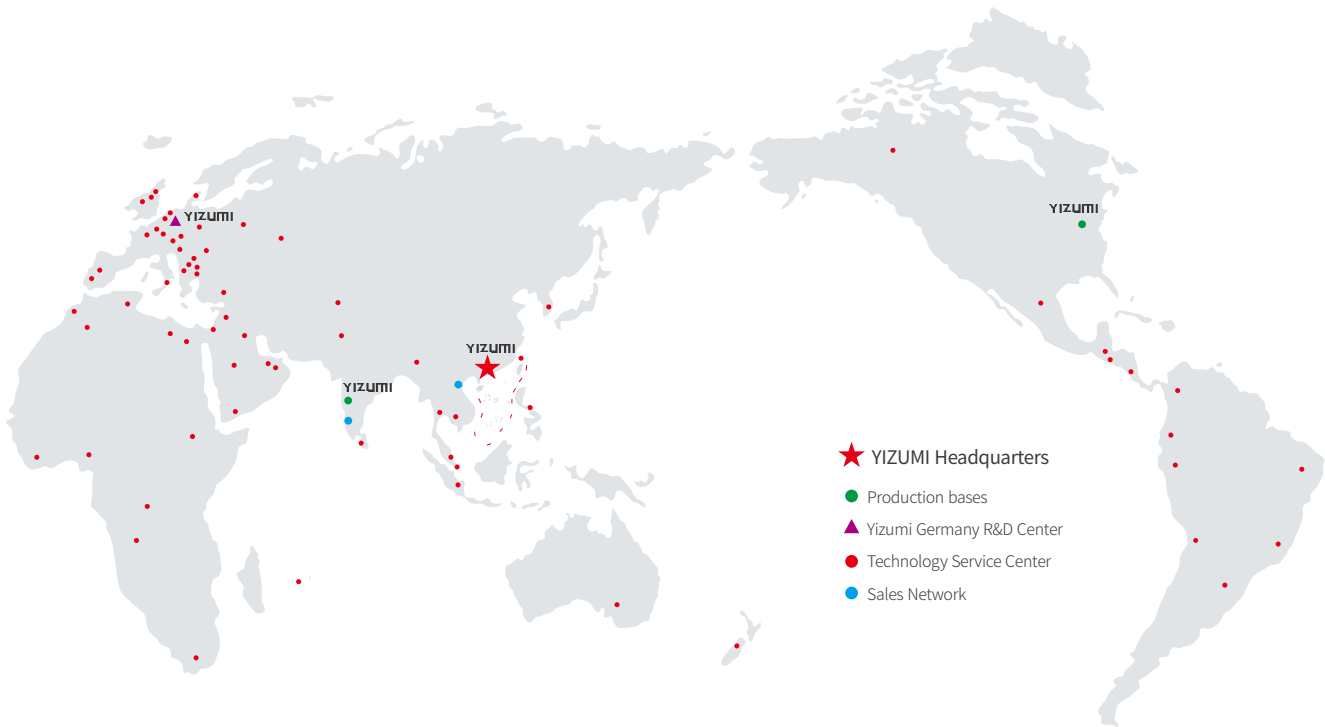 YIZUMI
YIZUMI
YIZUMI
YIZUMI
YIZUMI Headquarters
Production bases
Yizumi Germany R&D Center
Technology Service Center
Sales Network